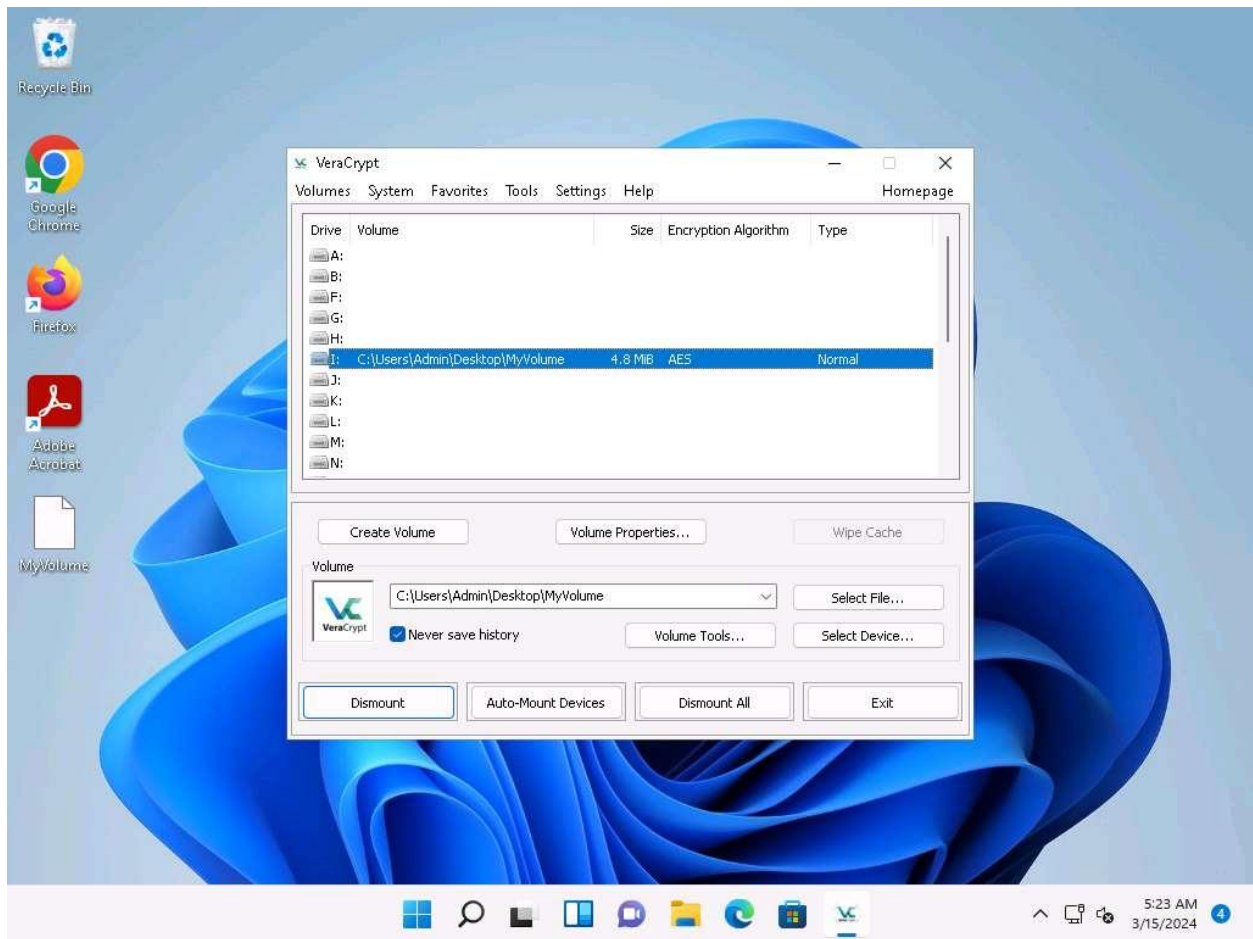 Recycle Bin
Google
Chrome
Firefox
Adobe
Acrobat
MyVolume
VeraCrypt
Volumes System Favorites Tools Settings Help Homepage
Drive Volume Size Encryption Algorithm Type
A:
B:
F:
G:
H:
I: C:\Users\Admin\Desktop\MyVolume 4.8 MiB AES Normal
J:
K:
L:
M:
N:
Create Volume Volume Properties... Wipe Cache
Volume
C:\Users\Admin\Desktop\MyVolume Select File...
VeraCrypt
Never save history Volume Tools... Select Device...
Dismount Auto-Mount Devices Dismount All Exit
5:23 AM
3/15/2024
4